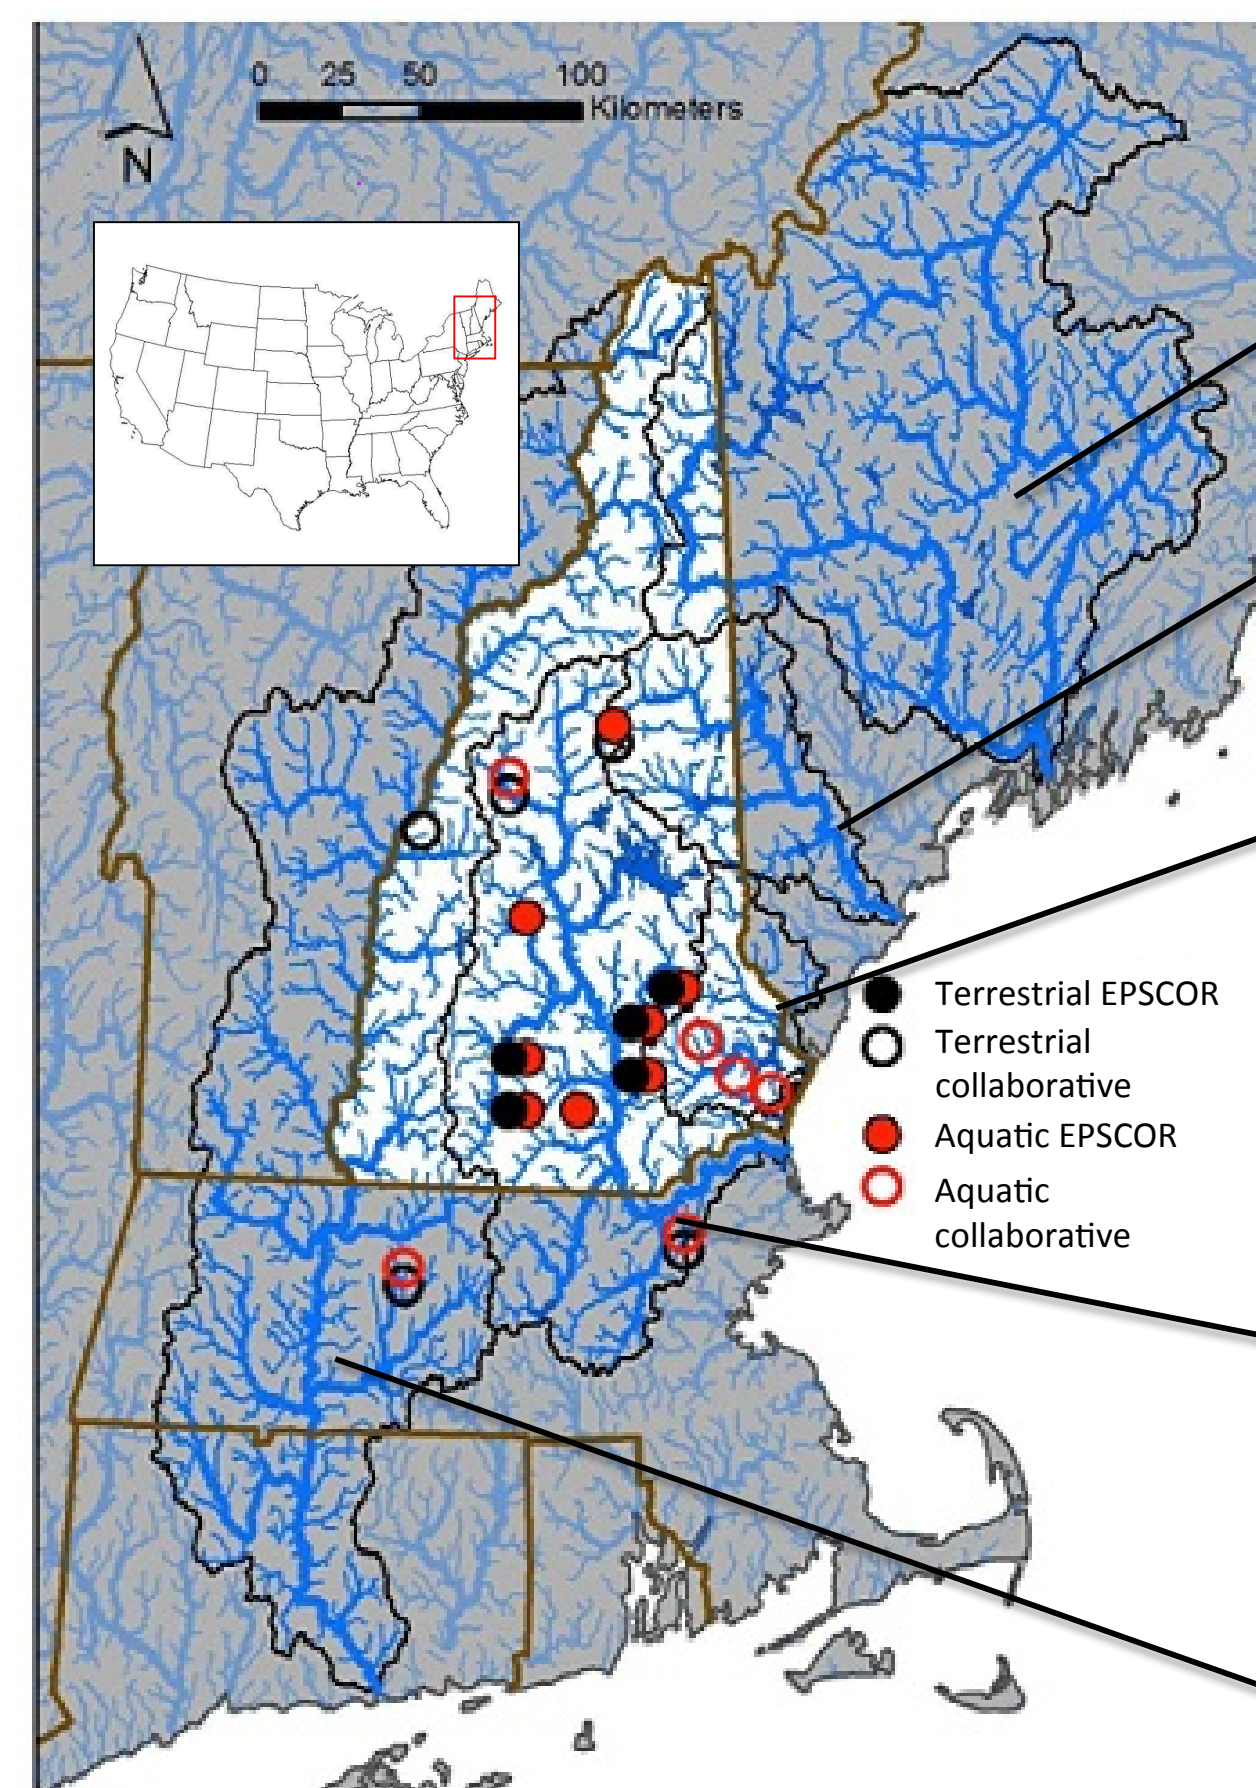 0 25 50 100
Kilometers
N
Terrestrial EPSCOR
Terrestrial
collaborative
Aquatic EPSCOR
Aquatic
collaborative